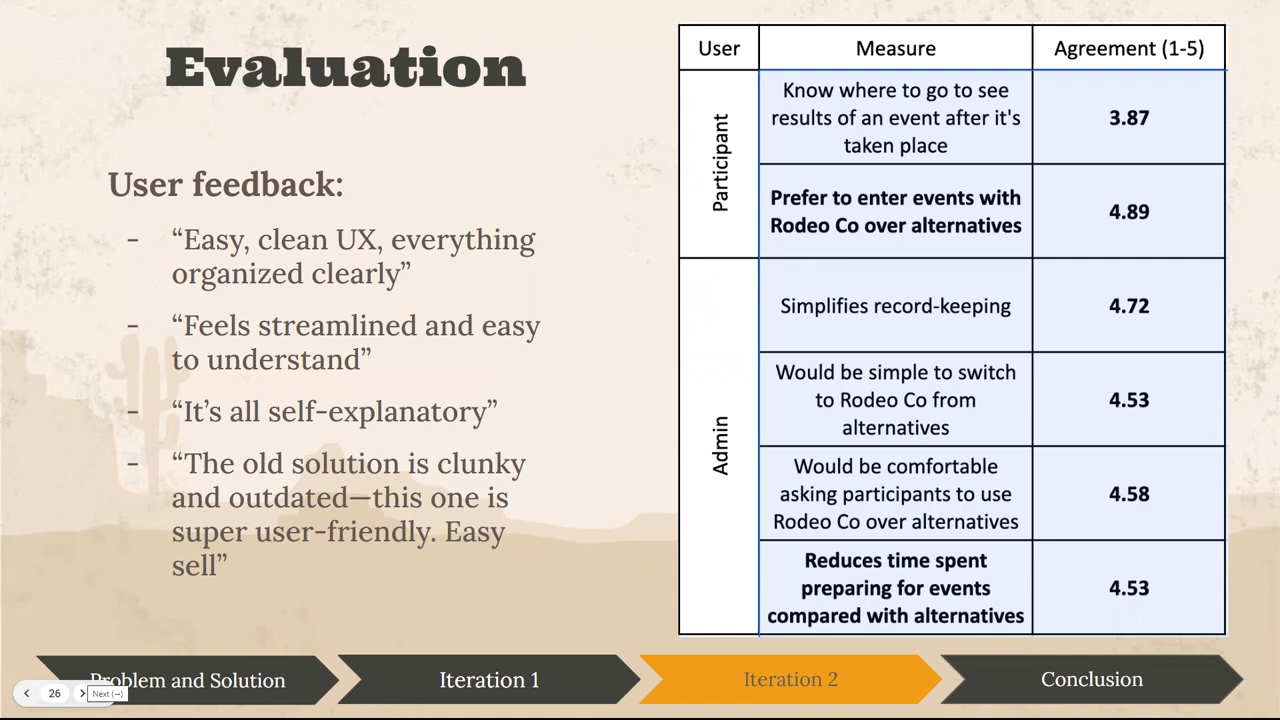 Evaluation
User feedback:
- “Easy, clean UX, everything
organized clearly”
- “Feels streamlined and easy
to understand”
- “It’s all self-explanatory”
- “The old solution is clunky
and outdated—this one is
super user-friendly. Easy
sell”
User Measure Agreement (1-5)
Participant
Know where to go to see
results of an event after it's
taken place
3.87
Prefer to enter events with
Rodeo Co over alternatives
4.89
Admin
Simplifies record-keeping
4.72
Would be simple to switch
to Rodeo Co from
alternatives
4.53
Would be comfortable
asking participants to use
Rodeo Co over alternatives
4.58
Reduces time spent
preparing for events
compared with alternatives
4.53
Problem and Solution
Iteration 1
Iteration 2
Conclusion
26
Next (→)